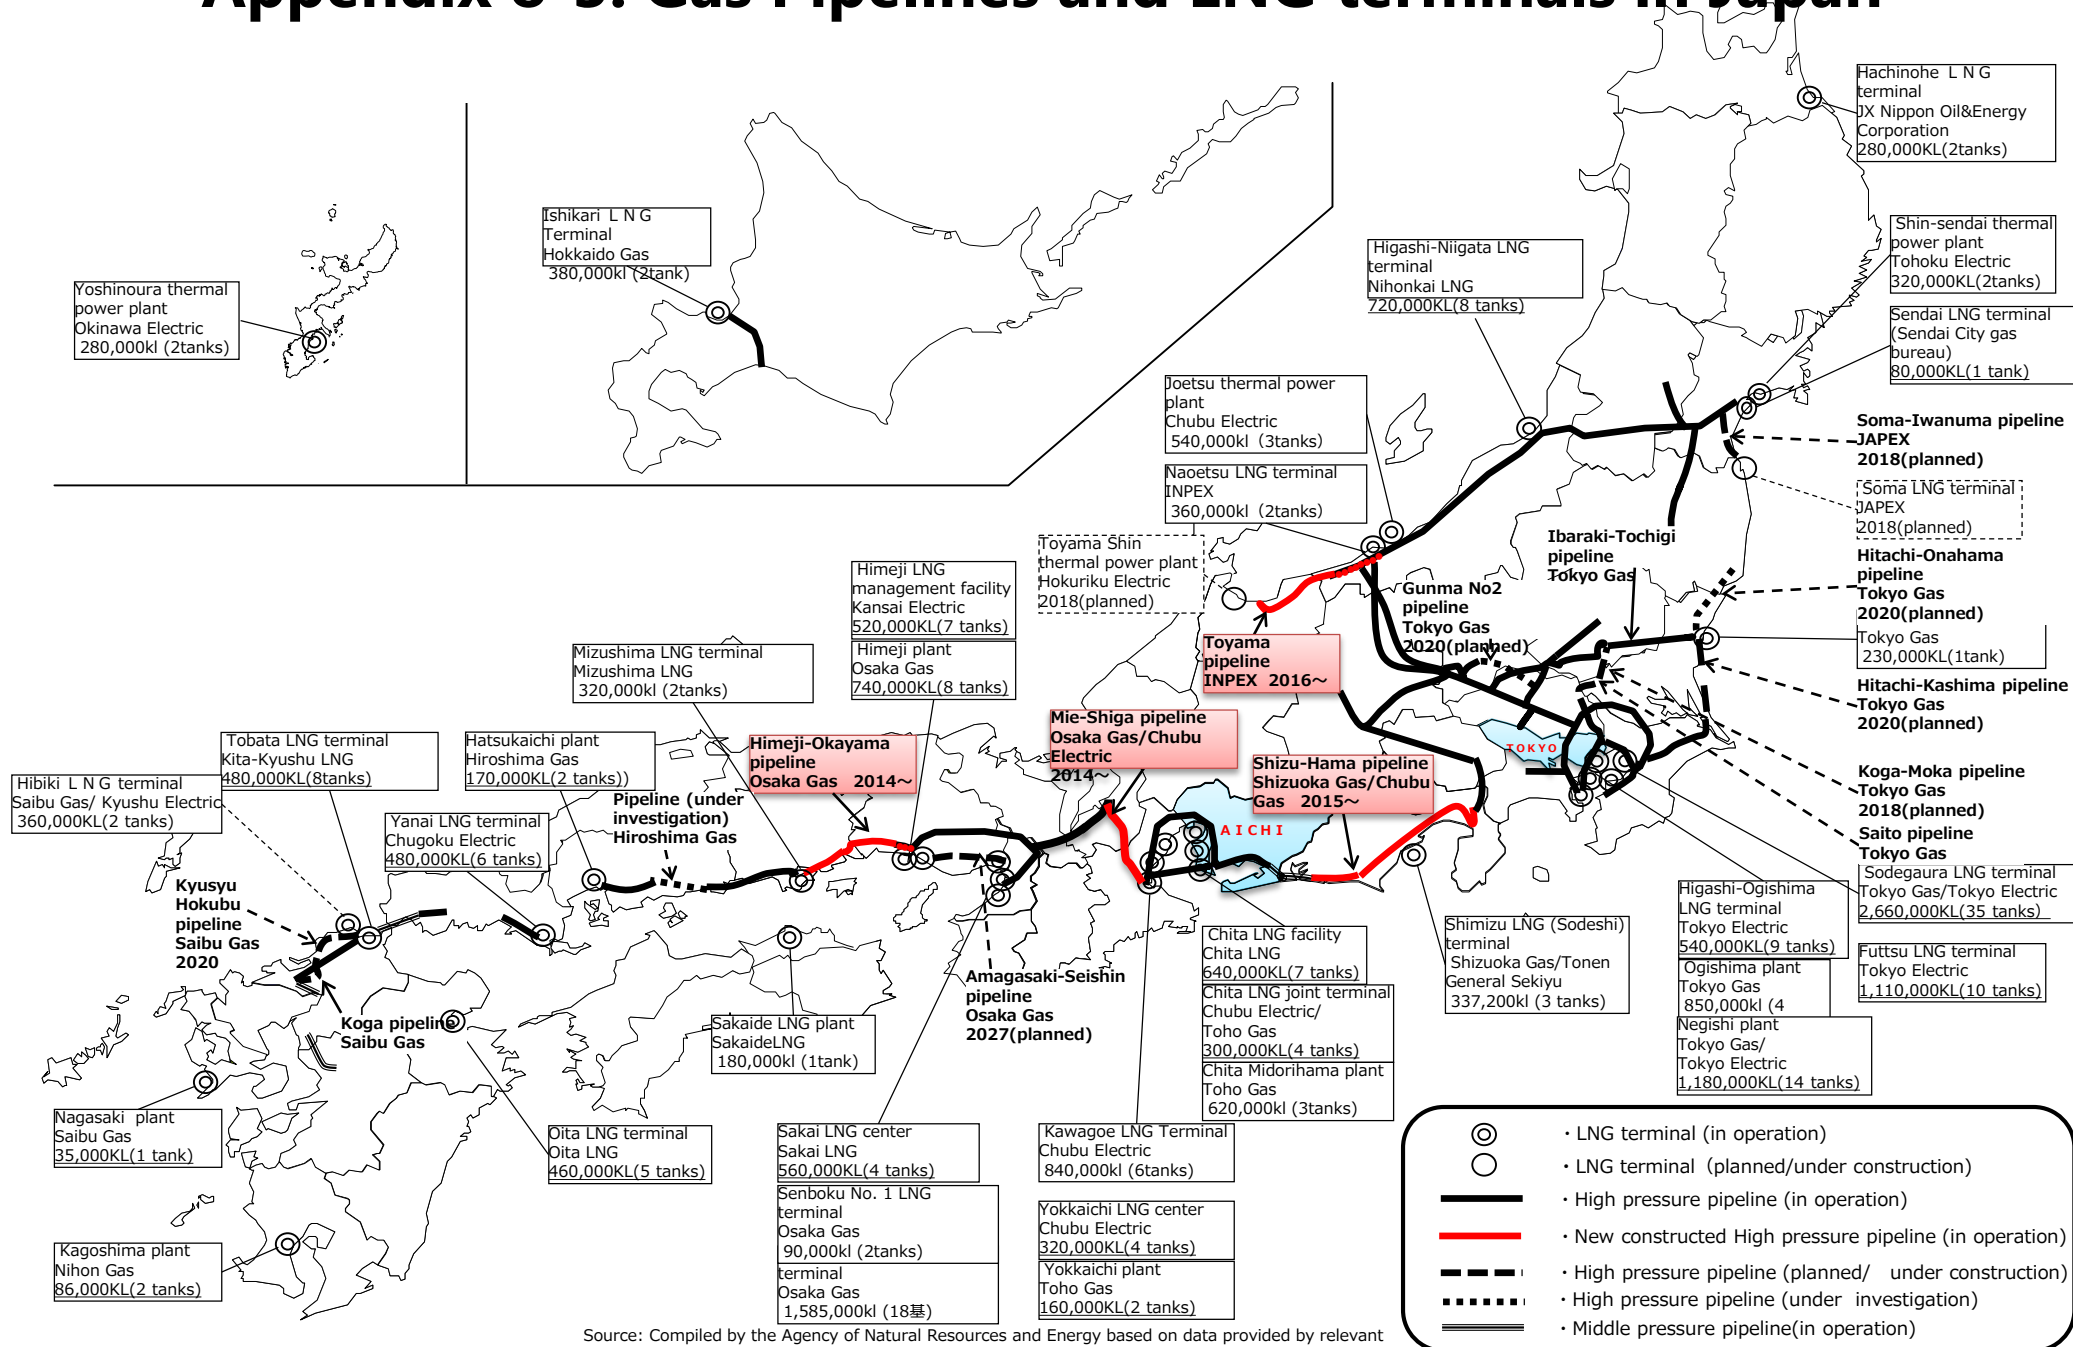 Appendix 6-3: Gas Pipelines and LNG terminals in Japan
Hachinohe ＬＮＧ
terminal
JX Nippon Oil&Energy
Corporation
280,000KL(2tanks)
Ishikari ＬＮＧ
Terminal
Hokkaido Gas
380,000kl (2tank)
Shin-sendai thermal
power plant
Tohoku Electric
320,000KL(2tanks)
Higashi-Niigata LNG
terminal
Nihonkai LNG
720,000KL(8 tanks)
Yoshinoura thermal
power plant
Okinawa Electric
280,000kl (2tanks)
Sendai LNG terminal
(Sendai City gas
bureau)
80,000KL(1 tank)
Joetsu thermal power
plant
Chubu Electric
540,000kl（3tanks）
Soma-Iwanuma pipeline
JAPEX
2018(planned)
Naoetsu LNG terminal
INPEX
360,000kl（2tanks）
Soma LNG terminal
JAPEX
2018(planned)
Toyama Shin
thermal power plant
Hokuriku Electric
2018(planned)
Ibaraki-Tochigi
pipeline
Tokyo Gas
Hitachi-Onahama
pipeline
Tokyo Gas
2020(planned)
Himeji LNG
management facility
Kansai Electric
520,000KL(7 tanks)
Gunma No2
pipeline
Tokyo Gas
2020(planned)
Tokyo Gas
230,000KL(1tank)
Toyama
pipeline
INPEX 2016～
Himeji plant
Osaka Gas
740,000KL(8 tanks)
Mizushima LNG terminal
Mizushima LNG
320,000kl (2tanks)
Hitachi-Kashima pipeline
Tokyo Gas
2020(planned)
Mie-Shiga pipeline
Osaka Gas/Chubu
Electric
2014～
Tobata LNG terminal
Kita-Kyushu LNG
480,000KL(8tanks)
Hatsukaichi plant
Hiroshima Gas
170,000KL(2 tanks))
Himeji-Okayama
pipeline
Osaka Gas 2014～
TOKYO
Shizu-Hama pipeline
Shizuoka Gas/Chubu
Gas 2015～
Koga-Moka pipeline
Tokyo Gas
2018(planned)
Hibiki ＬＮＧ terminal
Saibu Gas/ Kyushu Electric
360,000KL(2 tanks)
Pipeline (under
investigation)
Hiroshima Gas
Yanai LNG terminal
Chugoku Electric
480,000KL(6 tanks)
AICHI
Saito pipeline
Tokyo Gas
Sodegaura LNG terminal
Tokyo Gas/Tokyo Electric
2,660,000KL(35 tanks)
Kyusyu
Hokubu
pipeline
Saibu Gas
2020
Higashi-Ogishima
LNG terminal
Tokyo Electric
540,000KL(9 tanks)
Shimizu LNG (Sodeshi)
terminal
Shizuoka Gas/Tonen
General Sekiyu
337,200kl (3 tanks)
Chita LNG facility
Chita LNG
640,000KL(7 tanks)
Futtsu LNG terminal
Tokyo Electric
1,110,000KL(10 tanks)
Ogishima plant
Tokyo Gas
850,000kl (4
Amagasaki-Seishin
pipeline
Osaka Gas
2027(planned)
Chita LNG joint terminal
Chubu Electric/
Toho Gas
300,000KL(4 tanks)
Koga pipeline
Saibu Gas
Sakaide LNG plant
SakaideLNG
180,000kl (1tank)
Negishi plant
Tokyo Gas/
Tokyo Electric
1,180,000KL(14 tanks)
Chita Midorihama plant
Toho Gas
620,000kl (3tanks)
Nagasaki plant
Saibu Gas
35,000KL(1 tank)
Oita LNG terminal
Oita LNG
460,000KL(5 tanks)
Sakai LNG center
Sakai LNG
560,000KL(4 tanks)
Kawagoe LNG Terminal
Chubu Electric
840,000kl (6tanks)
Senboku No. 1 LNG
terminal
Osaka Gas
90,000kl (2tanks)
Yokkaichi LNG center
Chubu Electric
320,000KL(4 tanks)
Kagoshima plant
Nihon Gas
86,000KL(2 tanks)
terminal
Osaka Gas
1,585,000kl (18基)
Yokkaichi plant
Toho Gas
160,000KL(2 tanks)
・LNG terminal (in operation)
・LNG terminal（planned/under construction)
・High pressure pipeline (in operation)
・New constructed High pressure pipeline (in operation)
・High pressure pipeline (planned/ under construction)
・High pressure pipeline (under investigation)
・Middle pressure pipeline(in operation)
Source: Compiled by the Agency of Natural Resources and Energy based on data provided by relevant